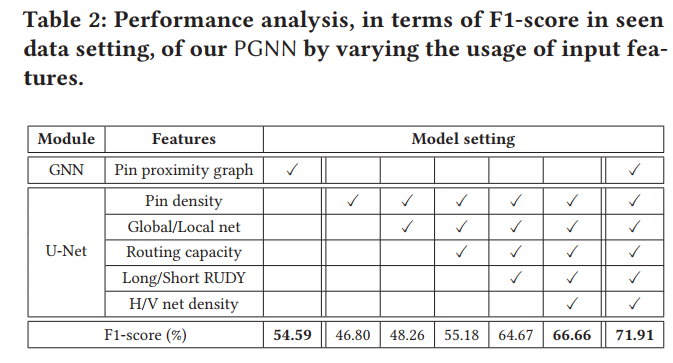 Table 2: Performance analysis, in terms of F1-score in seen
data setting, of our PGNN by varying the usage of input fea-
tures.
Module Features Model setting
GNN Pin proximity graph ✓ ✓
Pin density ✓ ✓ ✓ ✓ ✓ ✓
Global/Local net ✓ ✓ ✓ ✓ ✓
U-Net Routing capacity ✓ ✓ ✓ ✓
Long/Short RUDY ✓ ✓ ✓
H/V net density ✓ ✓
F1-score (%) 54.59 46.80 48.26 55.18 64.67 66.66 71.91